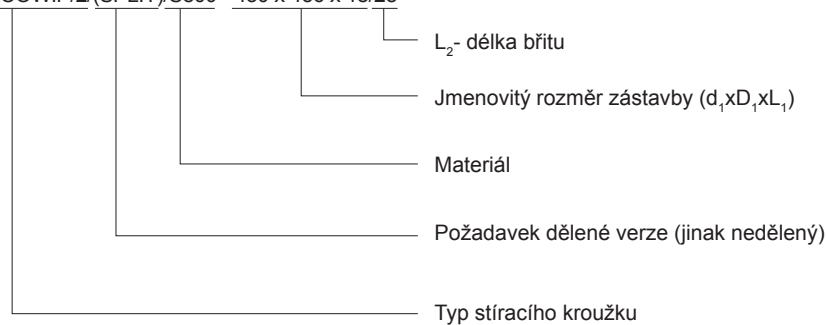 L₂- délka břitu
Jmenovitý rozměr zástavby (d₁xD₁xL₁)
Materiál
Požadavek dělené verze (jinak nedělený)
Typ stíracího kroužku